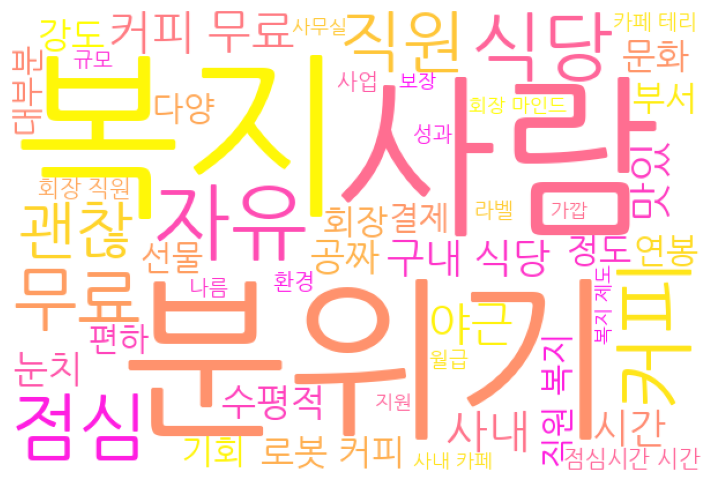 강도
커피 무료
사무실
직원
식당
카페 테리
문화
대부분
규모
복지
사람
사업
보장
회장 마인드
부서
다양
성과
맛있
회장 직원
자유
괜찮
회장
결제
라벨
가깝
선물
공짜
구내 식당
정도
연봉
무료
나름
환경
분위기
복지 제도
커피
편하
야근
눈치
월급
직원 복지
점심
수평적
지원
사내
시간
기회
로봇 커피
사내 카페
점심시간 시간